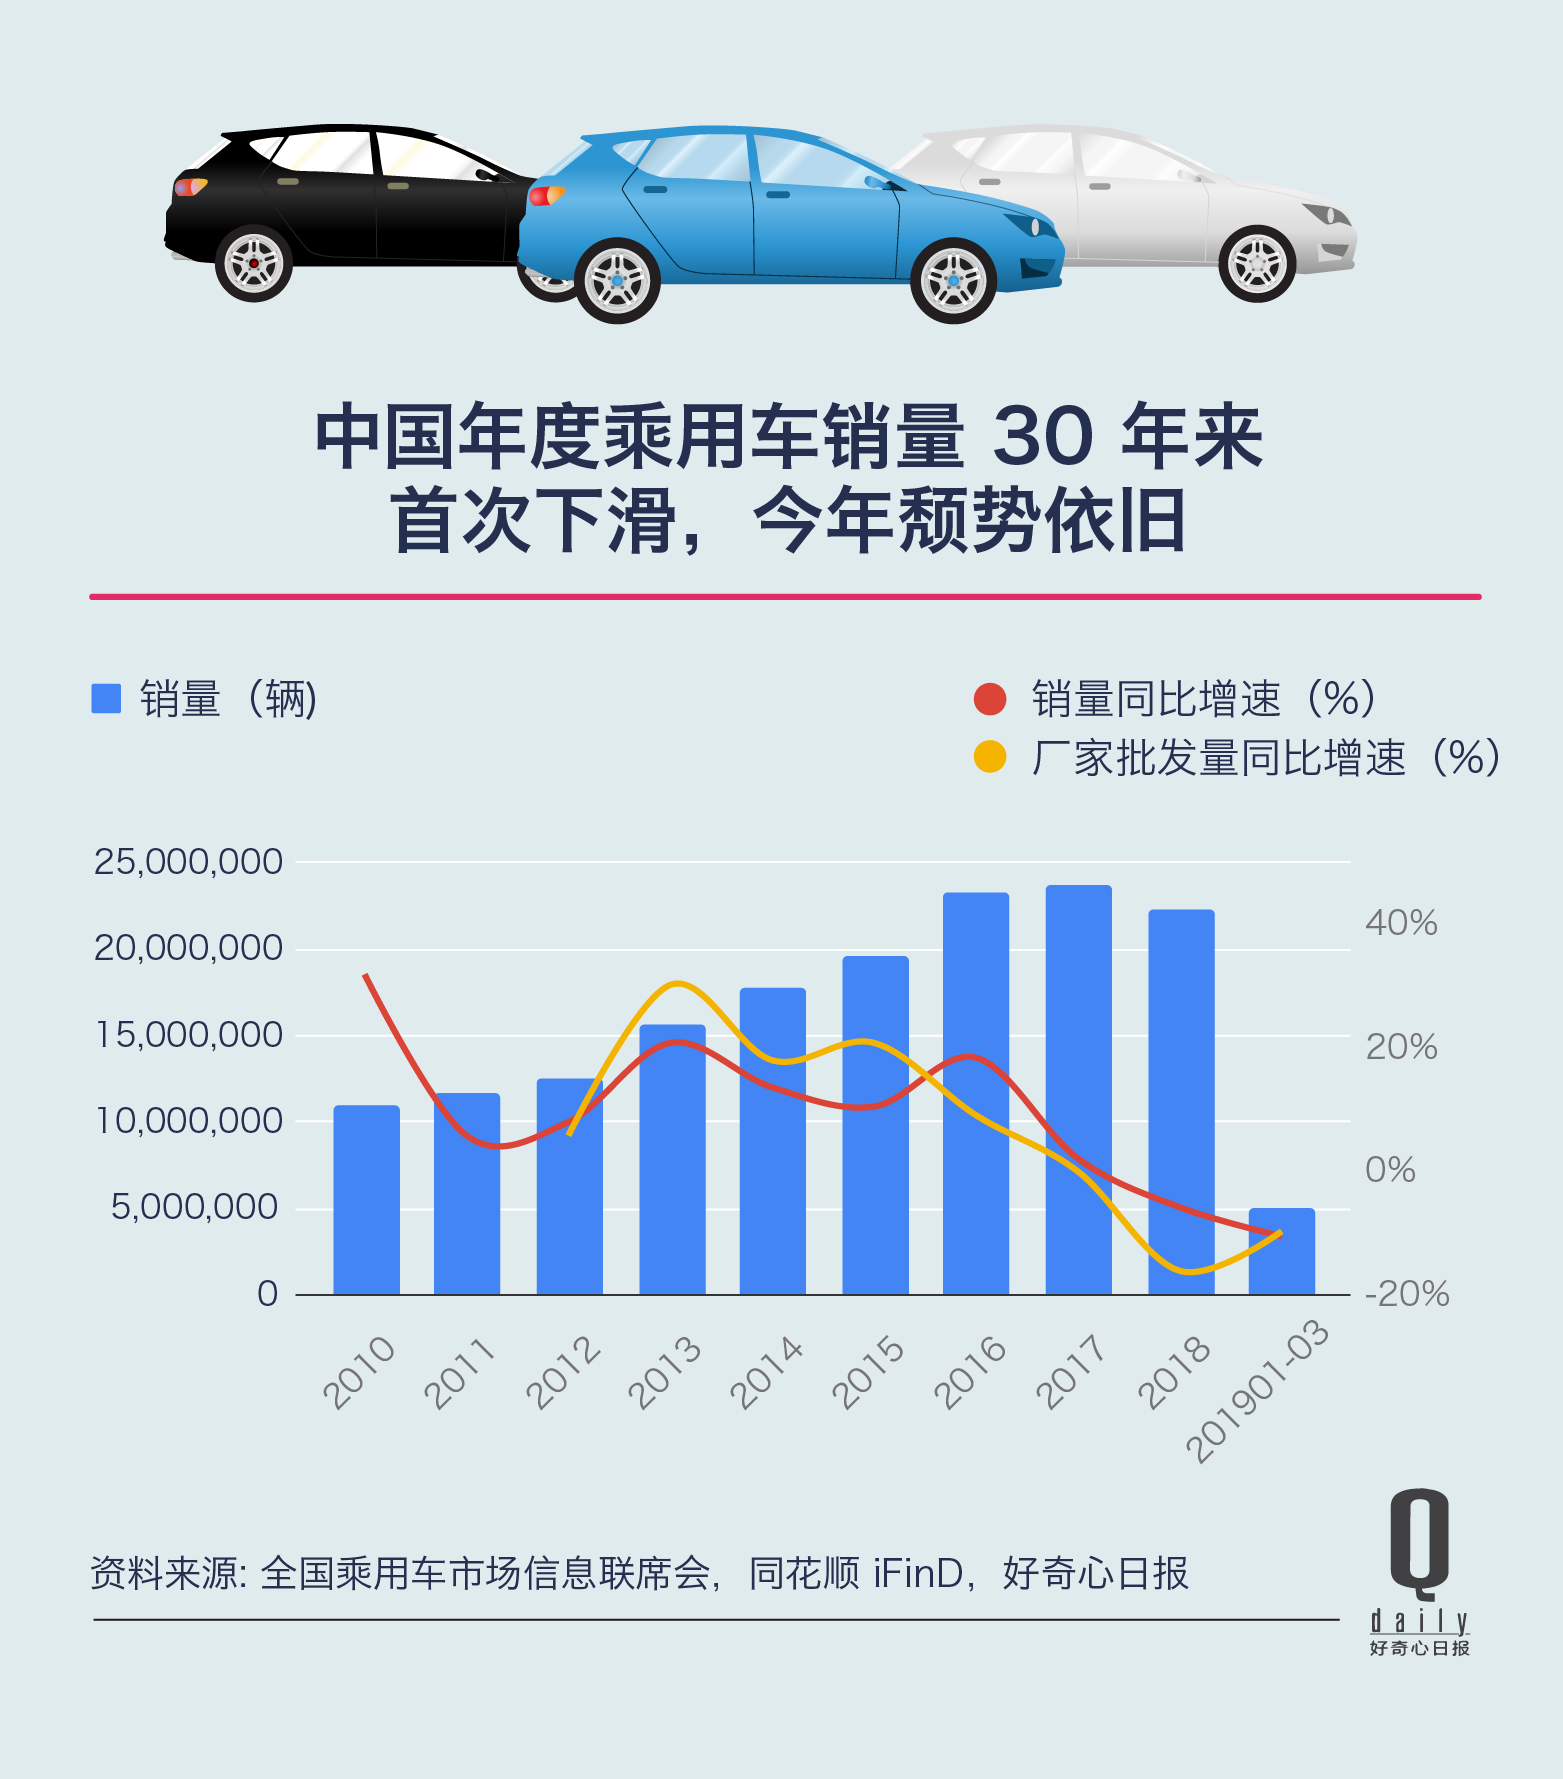 中国年度乘用车销量 30 年来
首次下滑，今年颓势依旧
销量（辆)
销量同比增速（%）
厂家批发量同比增速（%）
25,000,000
20,000,000
15,000,000
10,000,000
5,000,000
0
40%
20%
0%
-20%
2010
2011
2012
2013
2014
2015
2016
2017
2018
201901-03
资料来源: 全国乘用车市场信息联席会，同花顺 iFinD，好奇心日报
Q
daily
好奇心日报